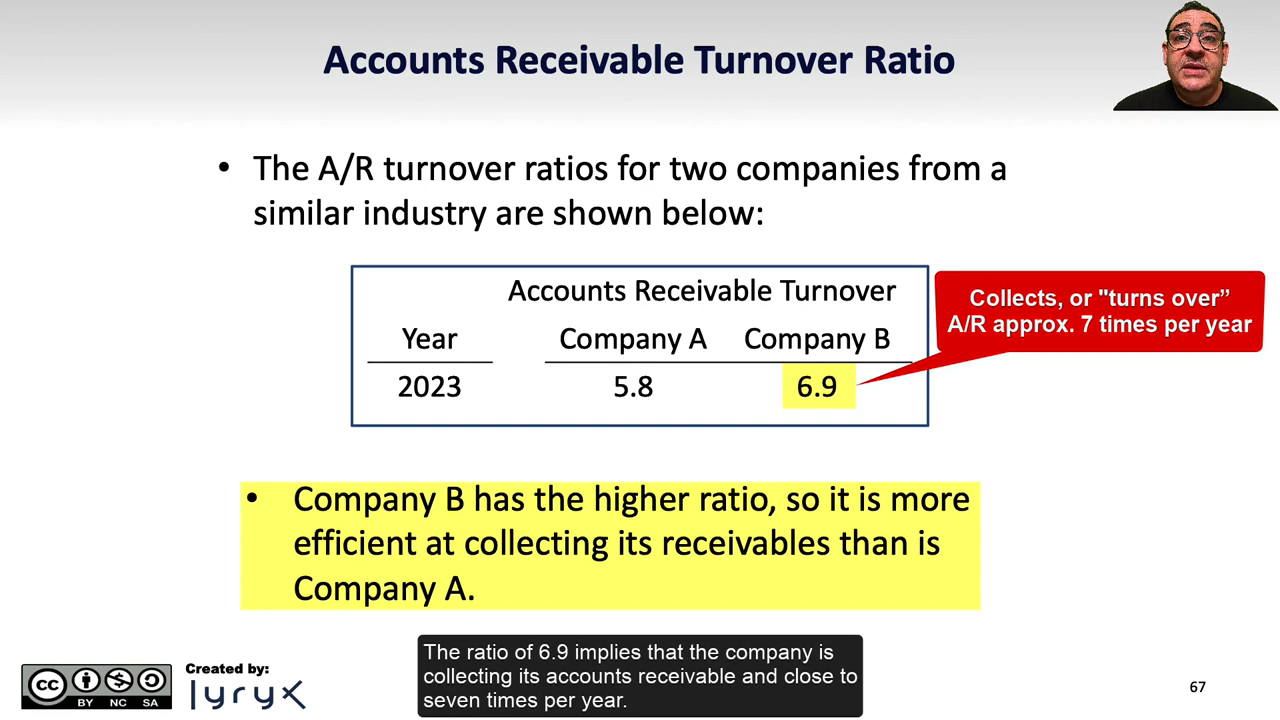 Accounts Receivable Turnover Ratio
• The A/R turnover ratios for two companies from a
similar industry are shown below:
Accounts Receivable Turnover
Year Company A Company B
2023 5.8 6.9
Collects, or "turns over”
A/R approx. 7 times per year
• Company B has the higher ratio, so it is more
efficient at collecting its receivables than is
Company A.
The ratio of 6.9 implies that the company is
collecting its accounts receivable and close to
seven times per year.
cc BY NC SA
Created by:
lyryx
67